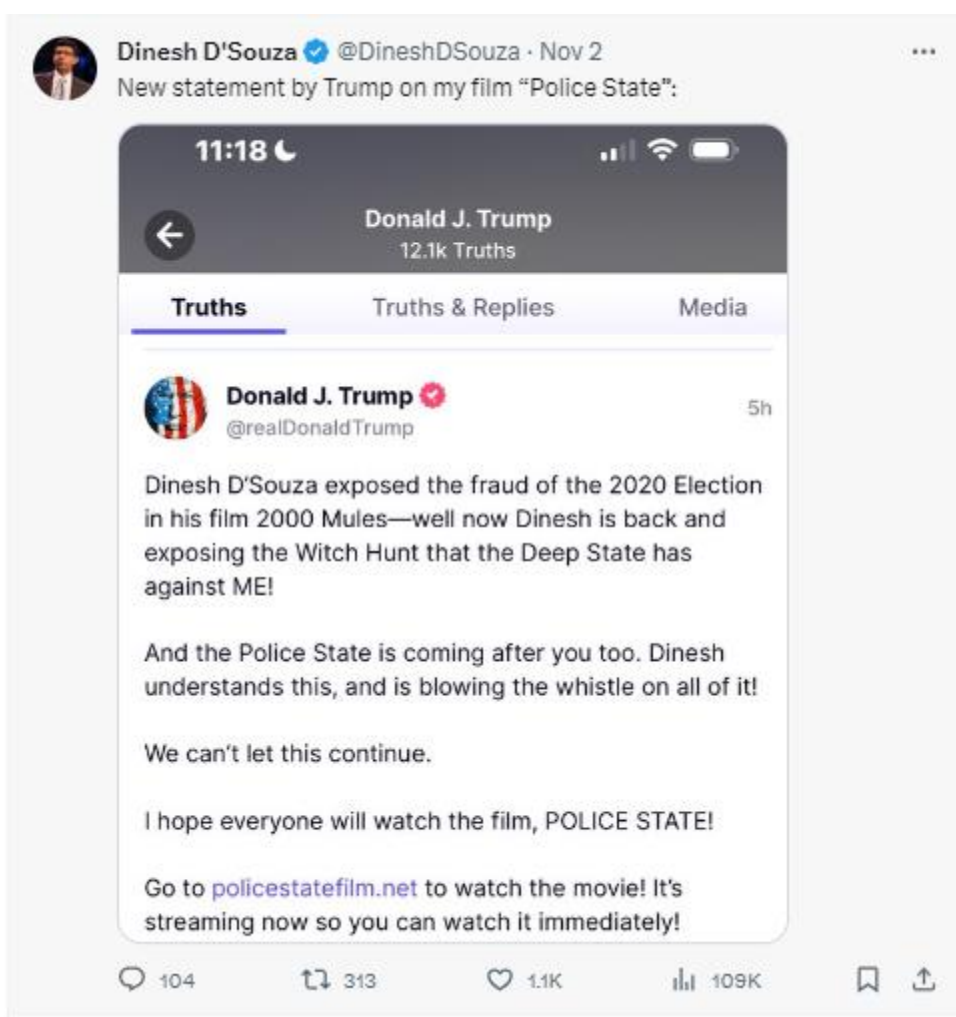 Dinesh D'Souza @DineshDSouza · Nov 2
New statement by Trump on my film “Police State”:
11:18
Donald J. Trump
12.1k Truths
Truths Truths & Replies Media
Donald J. Trump
5h
@realDonaldTrump
Dinesh D'Souza exposed the fraud of the 2020 Election
in his film 2000 Mules—well now Dinesh is back and
exposing the Witch Hunt that the Deep State has
against ME!
And the Police State is coming after you too. Dinesh
understands this, and is blowing the whistle on all of it!
We can't let this continue.
I hope everyone will watch the film, POLICE STATE!
Go to policestatefilm.net to watch the movie! It's
streaming now so you can watch it immediately!
104 313 1.1K 109K